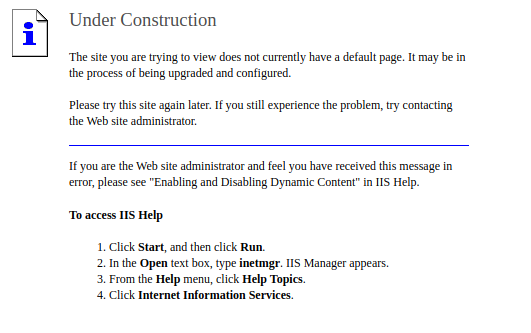 Under Construction
The site you are trying to view does not currently have a default page. It may be in
the process of being upgraded and configured.
Please try this site again later. If you still experience the problem, try contacting
the Web site administrator.
If you are the Web site administrator and feel you have received this message in
error, please see "Enabling and Disabling Dynamic Content" in IIS Help.
To access IIS Help
1. Click Start, and then click Run.
2. In the Open text box, type inetmgr. IIS Manager appears.
3. From the Help menu, click Help Topics.
4. Click Internet Information Services.